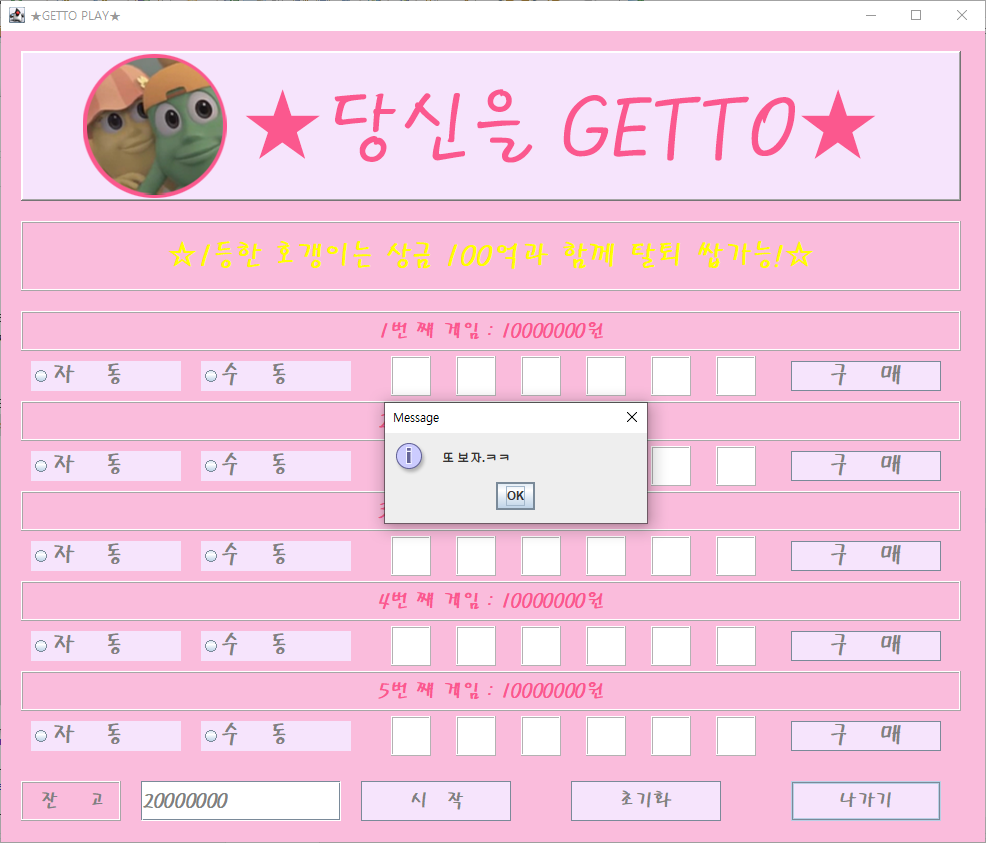 ★GETTO PLAY★
★당신을 GETTO★
☆1등한 호갱이는 상금 100억과 함께 탈퇴 쌉가능!☆
1번 째 게임 : 10000000원
자 동 수 동 구 매
자 동 수 동 구 매
자 동 수 동 구 매
4번 째 게임 : 10000000원
자 동 수 동 구 매
5번 째 게임 : 10000000원
자 동 수 동 구 매
잔 고 20000000 시 작 초기화 나가기
Message
또 보자.ㅋㅋ
OK